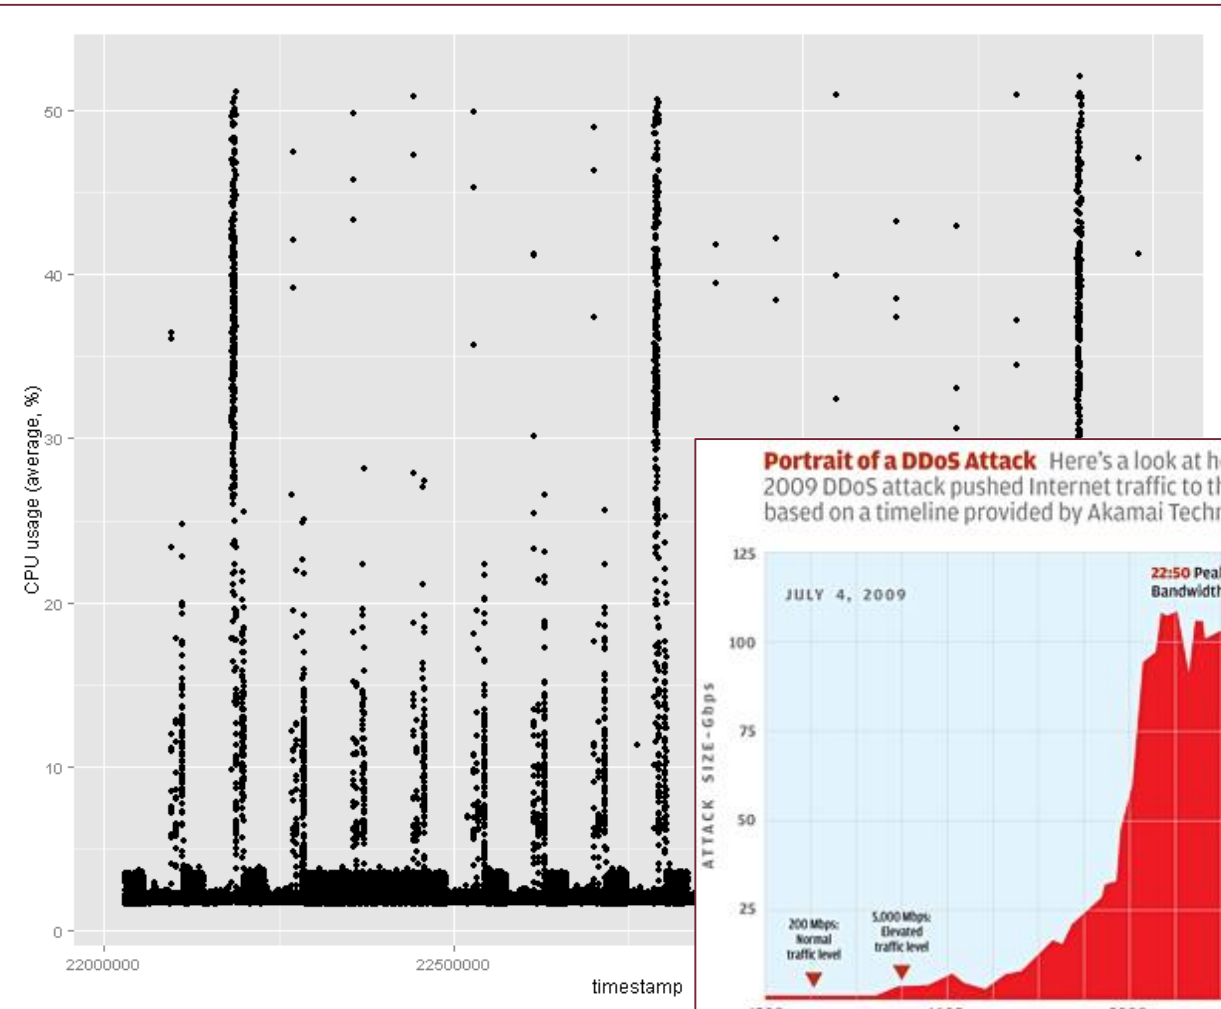 50
40
30
20
10
0
CPU usage (average, %)
22000000
22500000
timestamp
Portrait of a DDoS Attack Here's a look at h
2009 DDoS attack pushed Internet traffic to th
based on a timeline provided by Akamai Techn
125
100
75
50
25
ATTACK SIZE-Gbps
JULY 4, 2009
22:50 Peal
Bandwidth
200 Mbps:
Normal
traffic level
5,000 Mbps:
Elevated
traffic level